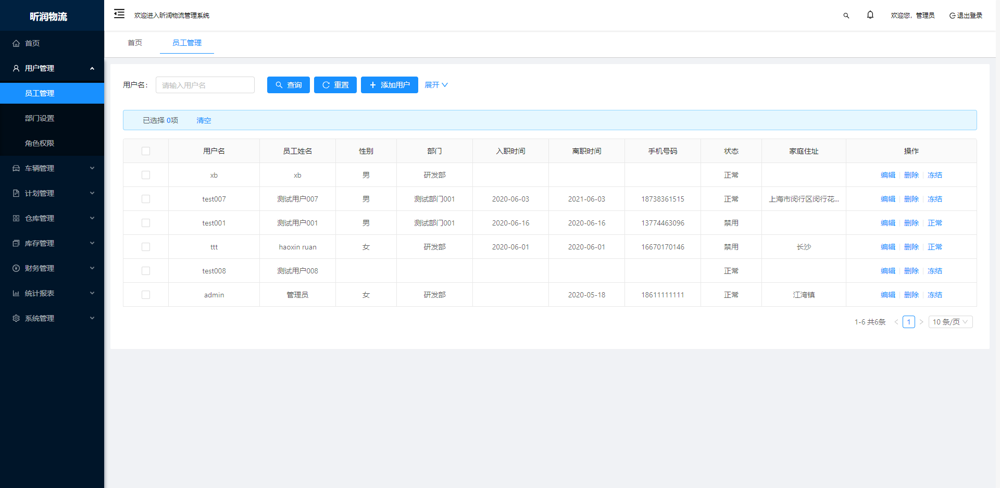 昕润物流
欢迎进入昕润物流管理系统
欢迎您，管理员
退出登录
首页
用户管理
员工管理
部门设置
角色权限
车辆管理
计划管理
仓库管理
库存管理
财务管理
统计报表
系统管理
首页 员工管理
用户名： 请输入用户名 查询 重置 添加用户 展开
已选择 0项 清空
用户名 员工姓名 性别 部门 入职时间 离职时间 手机号码 状态 家庭住址 操作
xb xb 男 研发部 正常 编辑 删除 冻结
test007 测试用户007 男 测试部门001 2020-06-03 2021-06-03 18738361515 正常 上海市闵行区闵行花... 编辑 删除 冻结
test001 测试用户001 男 测试部门001 2020-06-16 2020-06-16 13774463096 禁用 编辑 删除 正常
ttt haoxin ruan 女 研发部 2020-06-01 2020-06-01 16670170146 禁用 长沙 编辑 删除 正常
test008 测试用户008 正常 编辑 删除 冻结
admin 管理员 女 研发部 2020-05-18 18611111111 正常 江湾镇 编辑 删除 冻结
1-6 共6条 < 1 > 10 条/页